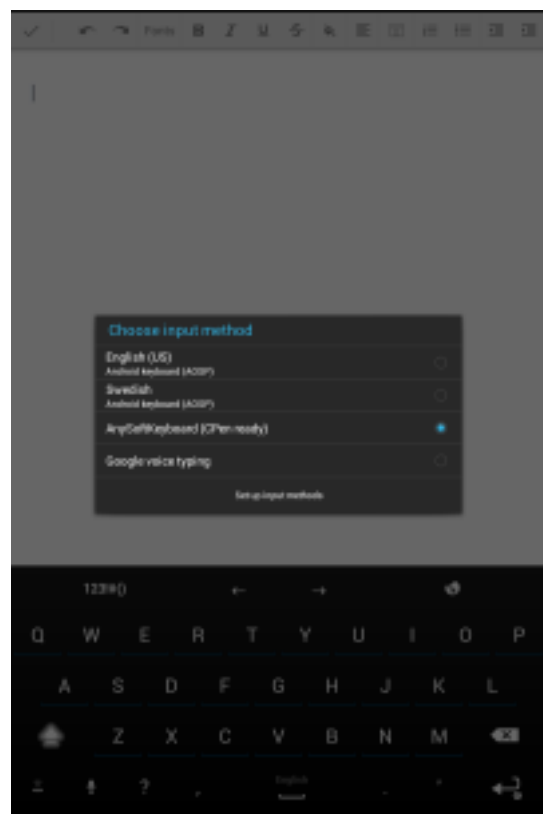 Fonts B I U S
Choose input method
English (US)
Android keyboard (AOSP)
Swedish
Android keyboard (AOSP)
AnySoftKeyboard (CPen ready)
Google voice typing
Set up input methods
123!#() ← →
Q W E R T Y U I O P
A S D F G H J K L
Z X C V B N M
? , English . '